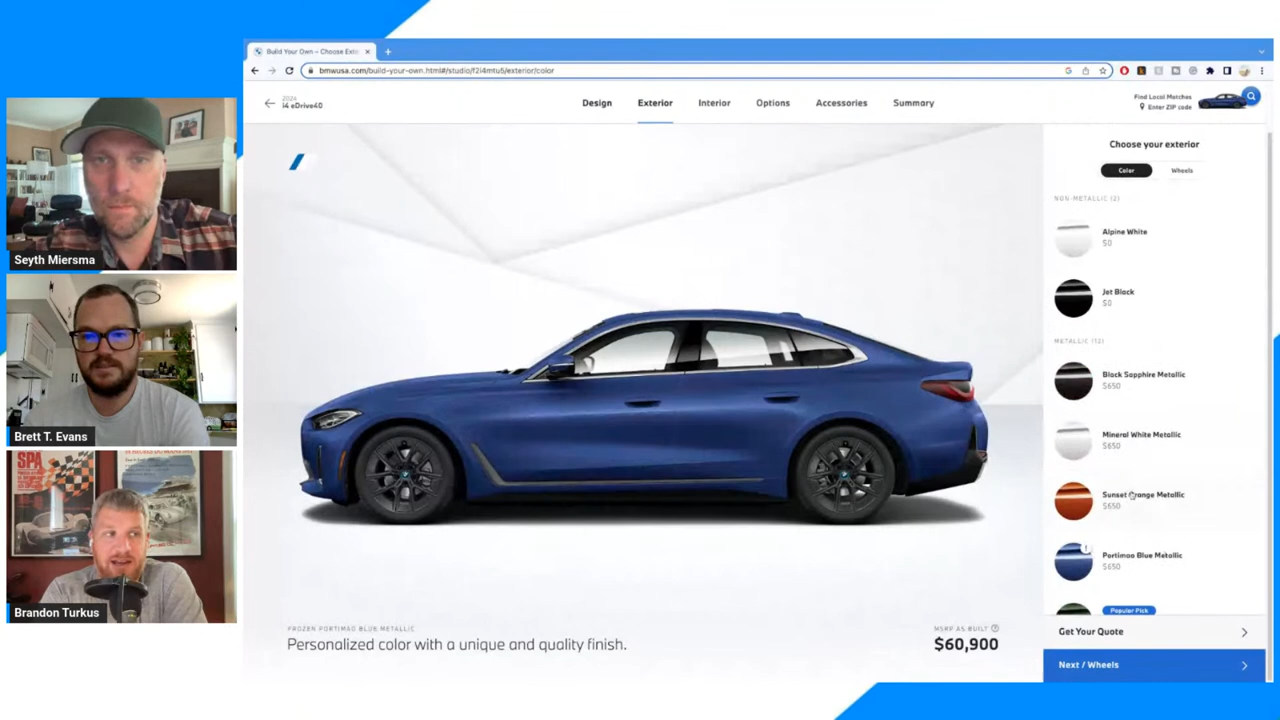 Build Your Own – Choose Exte
bmwusa.com/build-your-own.html#/studio/f2i4mtu5/exterior/color
2024
i4 eDrive40
Design
Exterior
Interior
Options
Accessories
Summary
Find Local Matches
Enter ZIP code
Choose your exterior
Color
Wheels
NON-METALLIC (2)
Alpine White
$0
Jet Black
$0
METALLIC (12)
Black Sapphire Metallic
$650
Mineral White Metallic
$650
Sunset Orange Metallic
$650
Portimao Blue Metallic
$650
Popular Pick
Get Your Quote
Next / Wheels
FROZEN PORTIMAO BLUE METALLIC
Personalized color with a unique and quality finish.
MSRP AS BUILT
$60,900
Seyth Miersma
Brett T. Evans
SPA
Brandon Turkus